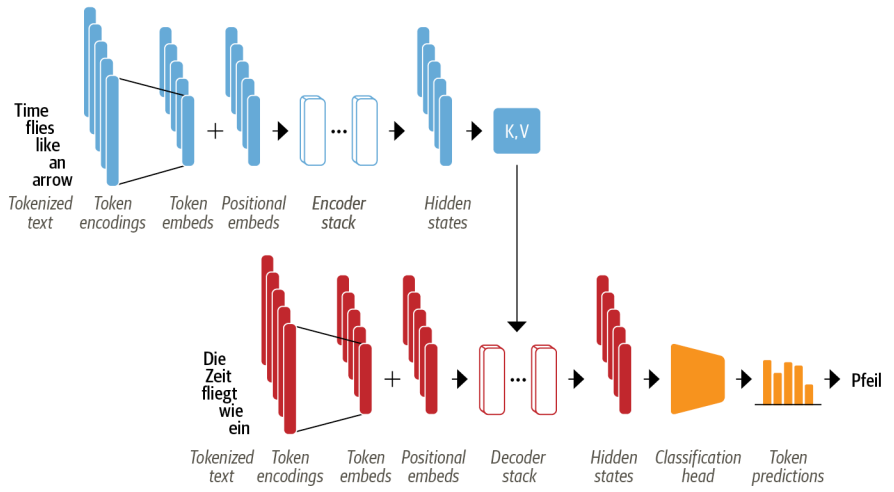 Time
flies
like
an
arrow
K,V
Tokenized text
Token encodings
Token embeds
+
Positional embeds
...
Encoder stack
Hidden states
Die
Zeit
fliegt
wie
ein
+
...
Pfeil
Tokenized text
Token encodings
Token embeds
Positional embeds
Decoder stack
Hidden states
Classification head
Token predictions